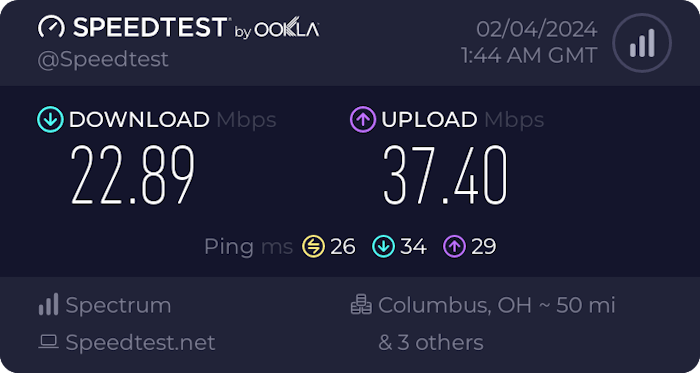 SPEEDTEST by OOKLA
@Speedtest
02/04/2024
1:44 AM GMT
DOWNLOAD Mbps
22.89
UPLOAD Mbps
37.40
Ping ms 26 34 29
Spectrum
Speedtest.net
Columbus, OH ~ 50 mi
& 3 others